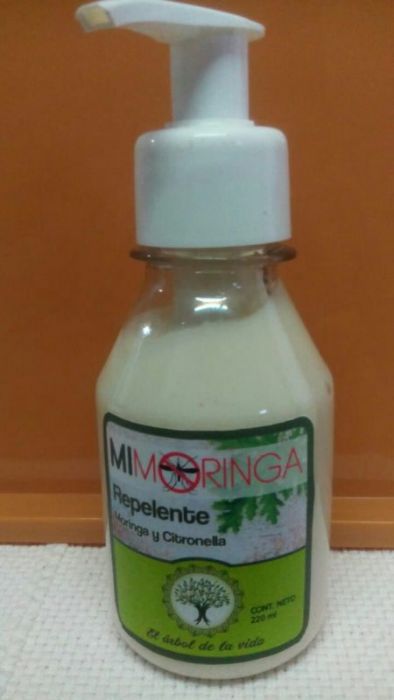 MIMORINGA
Repelente
Moringa y Citronella
CONT. NETO
220 ml
El árbol de la vida